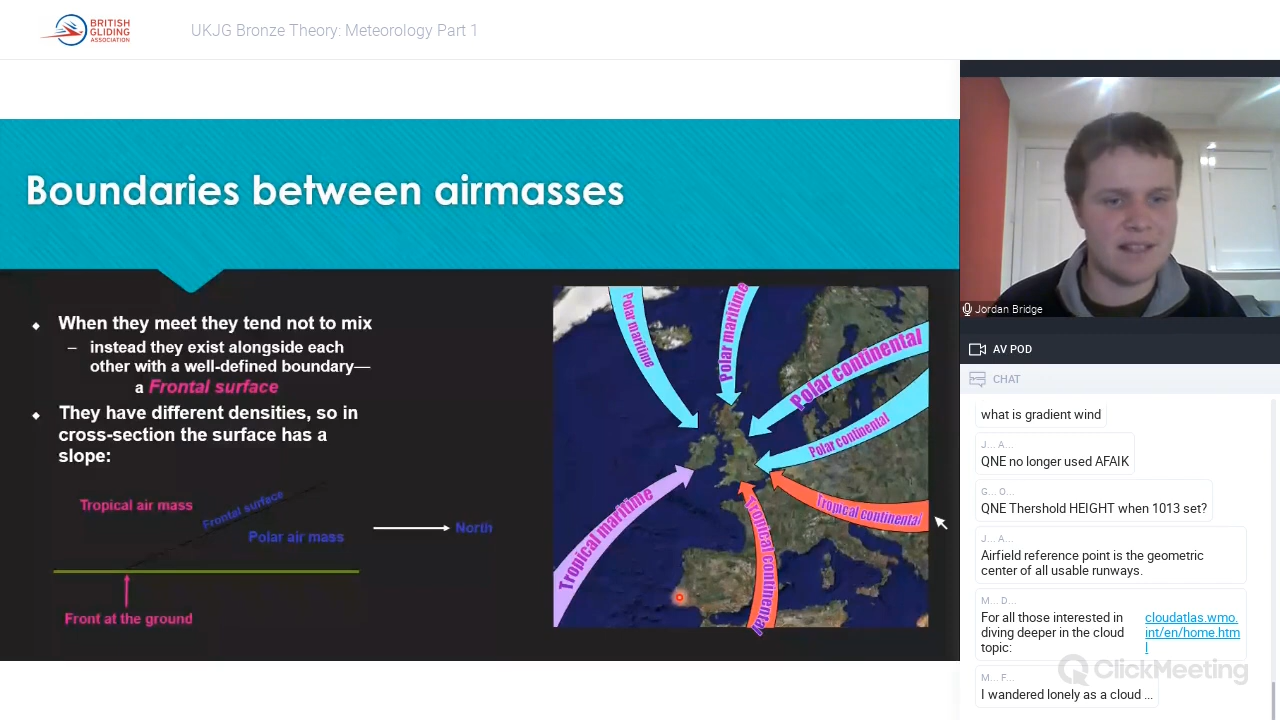 BRITISH
GLIDING
ASSOCIATION
UKJG Bronze Theory: Meteorology Part 1
Boundaries between airmasses
When they meet they tend not to mix
– instead they exist alongside each
other with a well-defined boundary—
a Frontal surface
They have different densities, so in
cross-section the surface has a
slope:
Tropical air mass
Frontal surface
Polar air mass
North
Front at the ground
Polar maritime
Polar maritime
Polar continental
Polar continental
Tropical maritime
Tropical continental
Tropical continental
Jordan Bridge
AV POD
CHAT
what is gradient wind
J... A...
QNE no longer used AFAIK
G... O...
QNE Thershold HEIGHT when 1013 set?
J... A...
Airfield reference point is the geometric
center of all usable runways.
M... D...
For all those interested in
diving deeper in the cloud
topic:
cloudatlas.wmo.
int/en/home.htm
l
ClickMeeting
M... F...
I wandered lonely as a cloud ...